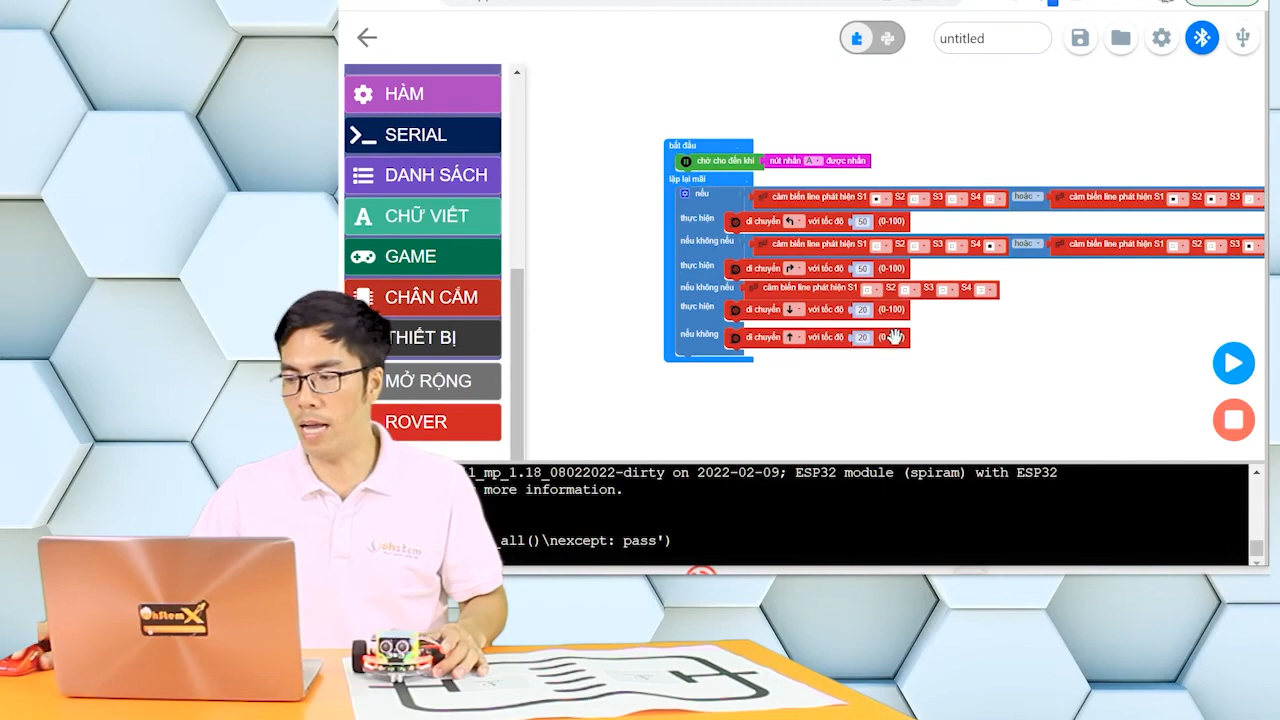 untitled
HÀM
SERIAL
DANH SÁCH
CHỮ VIẾT
GAME
CHÂN CẮM
THIẾT BỊ
MỞ RỘNG
ROVER
bắt đầu
chờ cho đến khi nút nhấn A được nhấn
lặp lại mãi
nếu cảm biến line phát hiện S1 S2 S3 S4 hoặc cảm biến line phát hiện S1 S2 S3
thực hiện di chuyển với tốc độ 50 (0-100)
nếu không nếu cảm biến line phát hiện S1 S2 S3 S4 hoặc cảm biến line phát hiện S1 S2 S3
thực hiện di chuyển với tốc độ 50 (0-100)
nếu không nếu cảm biến line phát hiện S1 S2 S3 S4
thực hiện di chuyển với tốc độ 20 (0-100)
nếu không di chuyển với tốc độ 20
_mp_1.18_08022022-dirty on 2022-02-09; ESP32 module (spiram) with ESP32
more information.
_all()\nexcept: pass')
ohstem
OhStem X